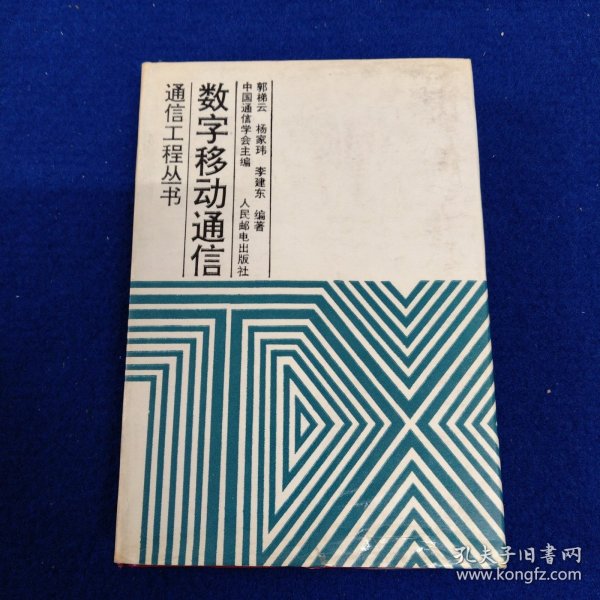 通信工程丛书
数字移动通信
中国通信学会主编 人民邮电出版社
郭梯云 杨家玮 李建东 编著
TX
孔夫子旧书网
www.kongfz.com